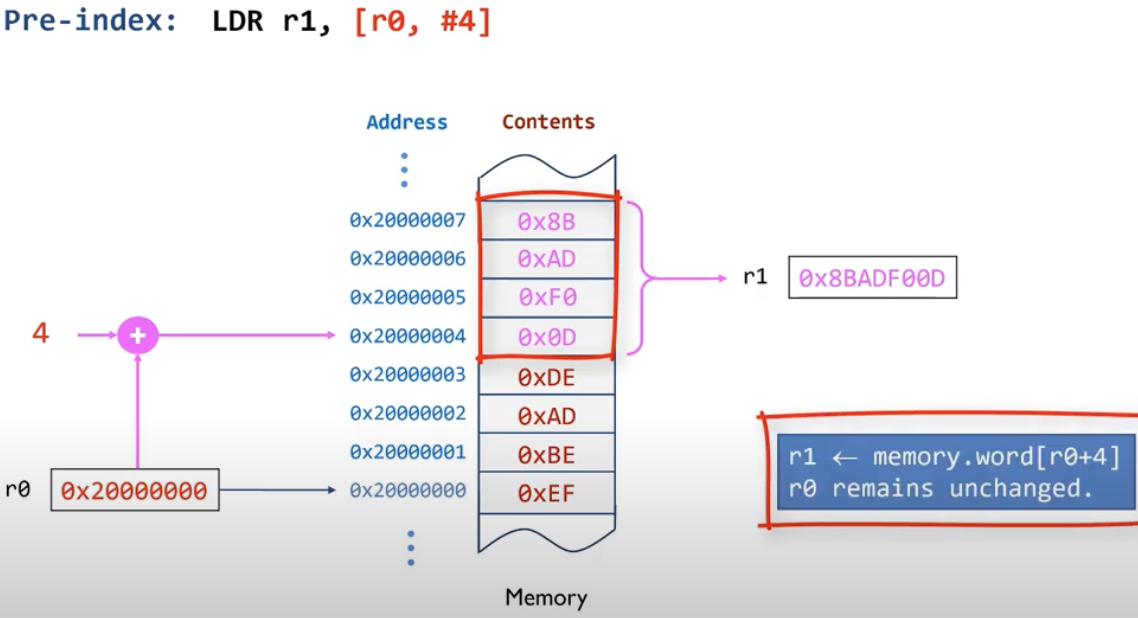 Pre-index: LDR r1, [r0, #4]
Address Contents
0x20000007 0x8B
0x20000006 0xAD
r1 0x8BADF00D
0x20000005 0xF0
4 + 0x20000004 0x0D
0x20000003 0xDE
0x20000002 0xAD
0x20000001 0xBE
r1 ← memory.word[r0+4]
r0 remains unchanged.
r0 0x20000000 0x20000000 0xEF
Memory